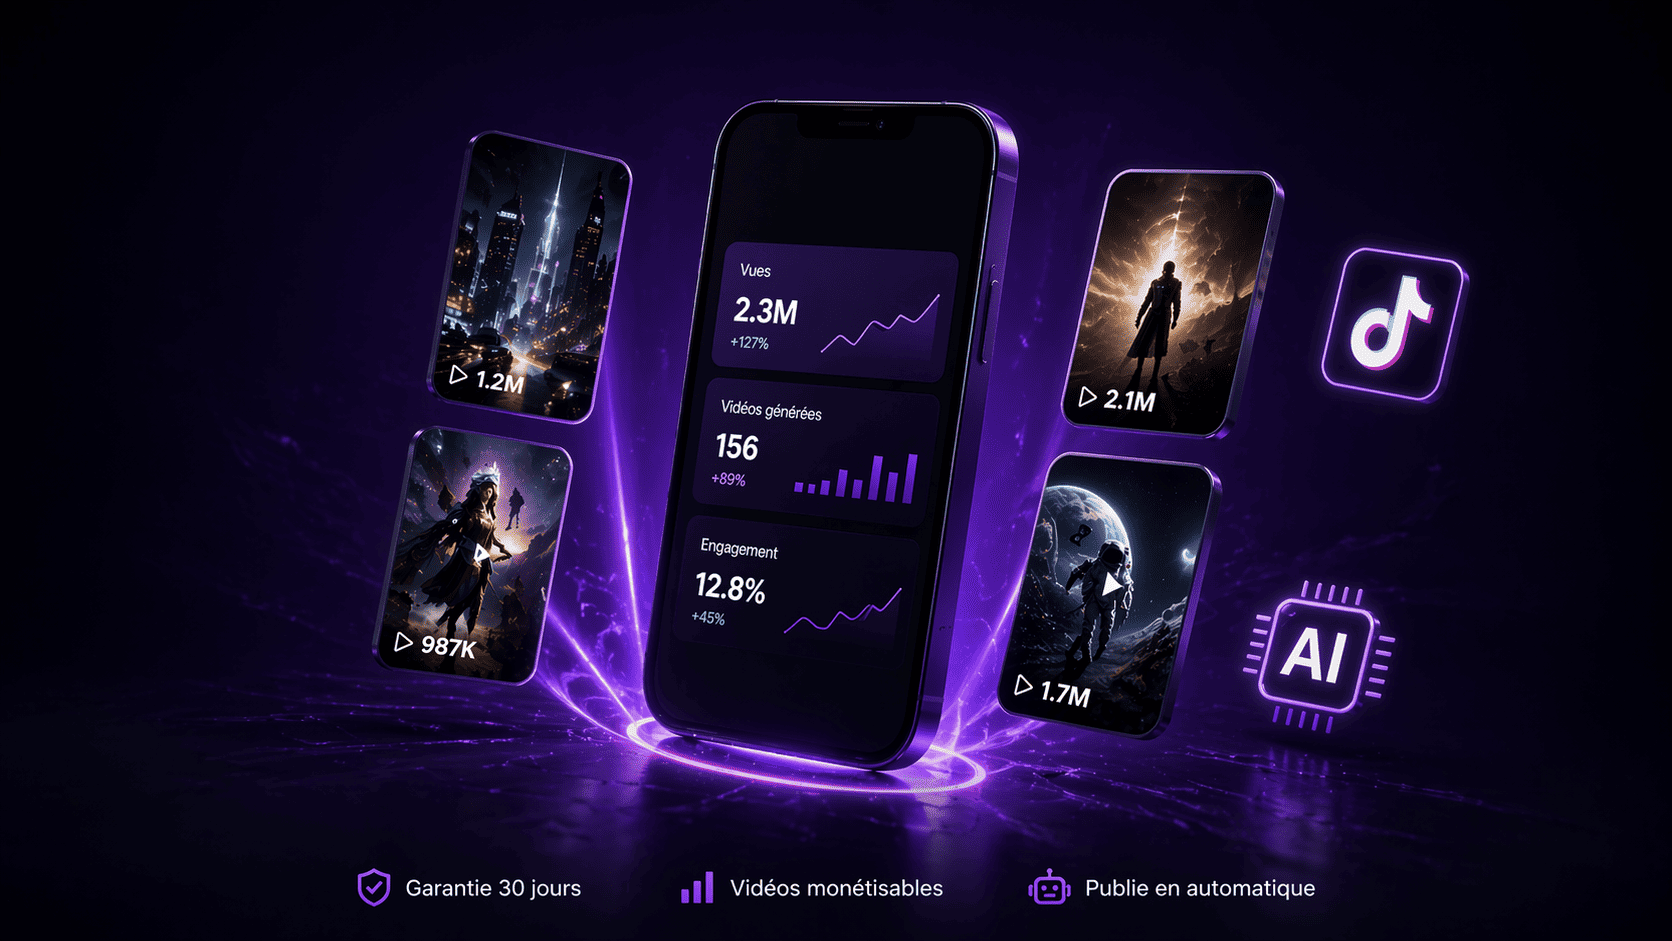 1.2M
987K
Vues
2.3M
+127%
Vidéos générées
156
+89%
Engagement
12.8%
+45%
2.1M
1.7M
AI
Garantie 30 jours
Vidéos monétisables
Publie en automatique